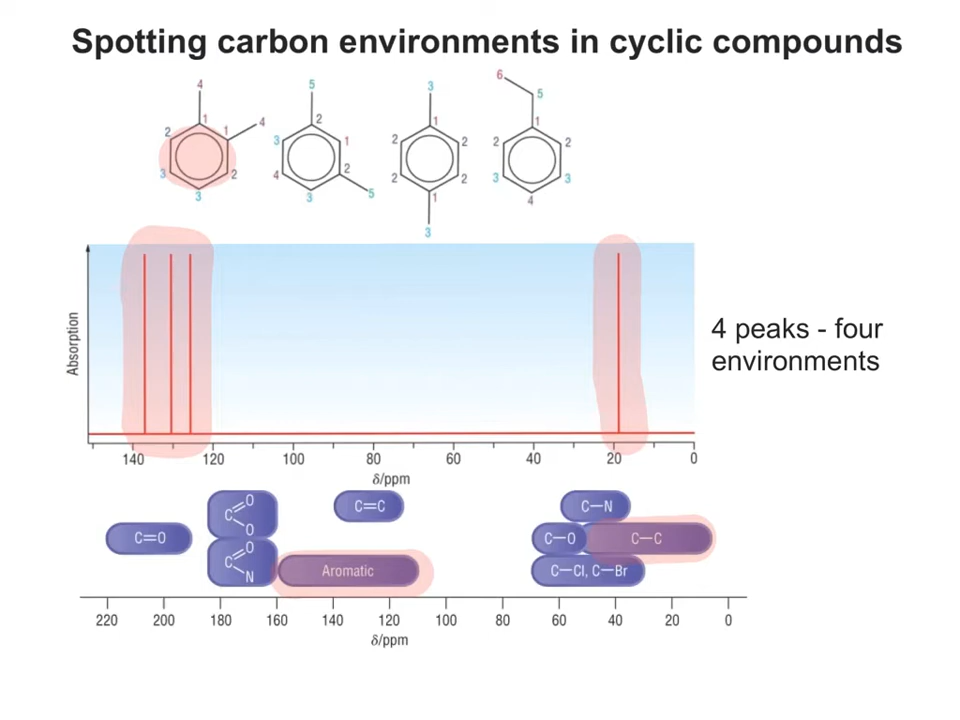 Spotting carbon environments in cyclic compounds
4 1 1 4 2 2 3 3
5 2 1 2 5 3 4 3
3 1 2 2 2 2 1 3
6 5 1 2 2 3 3 4
Absorption
140 120 100 80 60 40 20 0
δ/ppm
4 peaks - four
environments
C=O
C O O
C O N
C=C
Aromatic
C–N
C–O
C–C
C–Cl, C–Br
220 200 180 160 140 120 100 80 60 40 20 0
δ/ppm